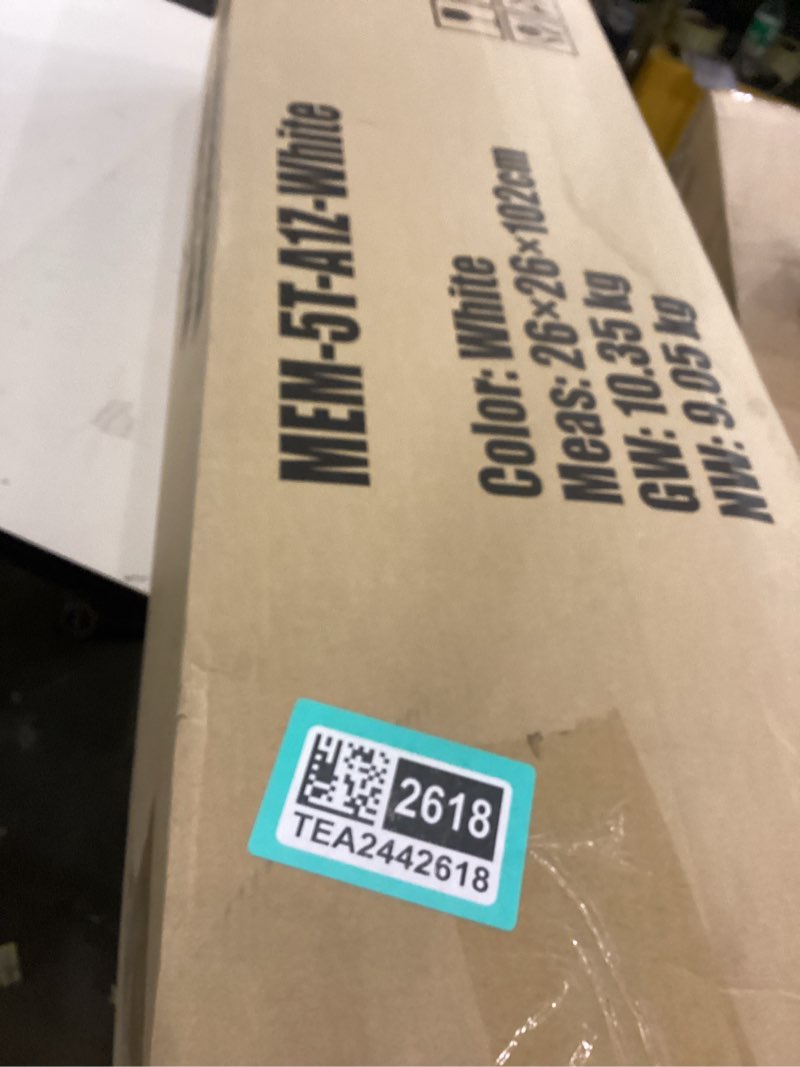 MEM-5T-A1Z-White
Color: White
Meas: 26×26×102cm
GW: 10.35 kg
NW: 9.05 kg
2618
TEA2442618